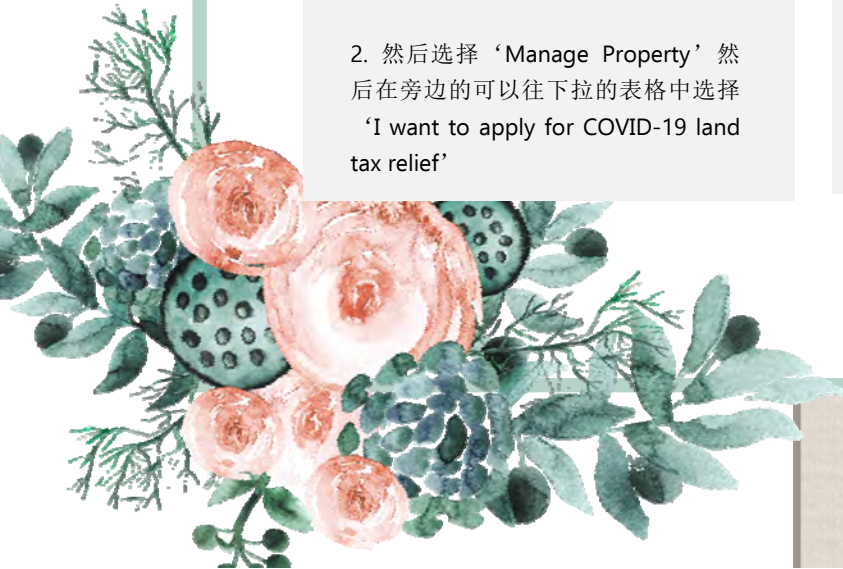 2. 然后选择‘Manage Property’然
后在旁边的可以往下拉的表格中选择
‘I want to apply for COVID-19 land
tax relief’